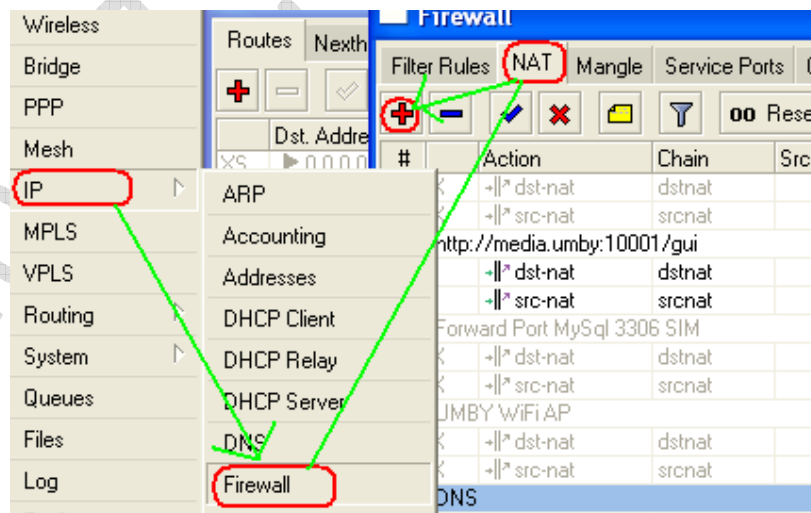 Wireless
Bridge
PPP
Mesh
IP
MPLS
VPLS
Routing
System
Queues
Files
Log
Routes Nexth
Dst. Addre
XS
ARP
Accounting
Addresses
DHCP Client
DHCP Relay
DHCP Server
DNS
Firewall
Firewall
Filter Rules NAT Mangle Service Ports
00 Rese
# Action Chain Src
X dst-nat dstnat
X src-nat srcnat
http://media.umby:10001/gui
dst-nat dstnat
src-nat srcnat
Forward Port MySql 3306 SIM
X dst-nat dstnat
X src-nat srcnat
UMBY WiFi AP
X dst-nat dstnat
X src-nat srcnat
DNS